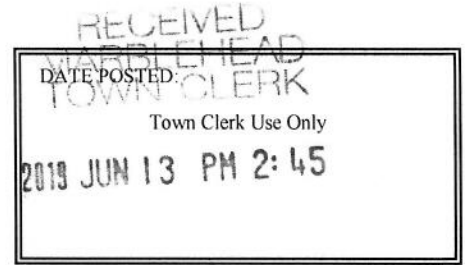 RECEIVED
MARBLEHEAD
TOWN CLERK
DATE POSTED:
Town Clerk Use Only
2019 JUN 13 PM 2:45